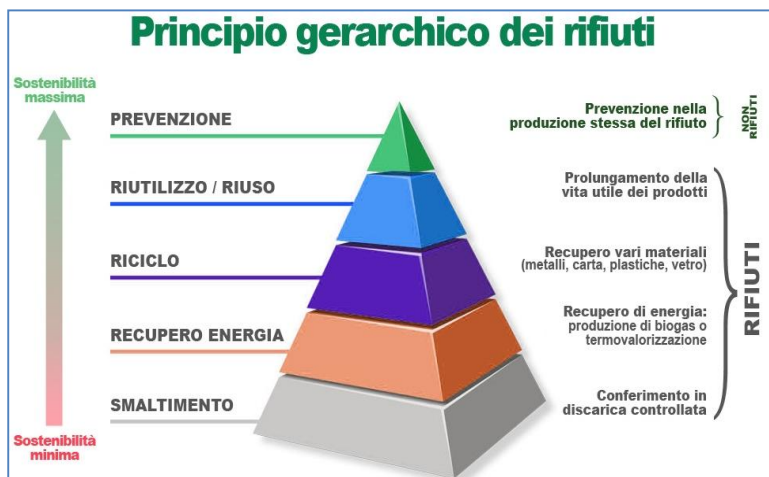 Principio gerarchico dei rifiuti
Sostenibilità
massima
PREVENZIONE
Prevenzione nella
produzione stessa del rifiuto
NON
RIFIUTI
RIUTILIZZO / RIUSO
Prolungamento della
vita utile dei prodotti
RICICLO
Recupero vari materiali
(metalli, carta, plastiche, vetro)
RECUPERO ENERGIA
Recupero di energia:
produzione di biogas o
termovalorizzazione
SMALTIMENTO
Conferimento in
discarica controllata
RIFIUTI
Sostenibilità
minima